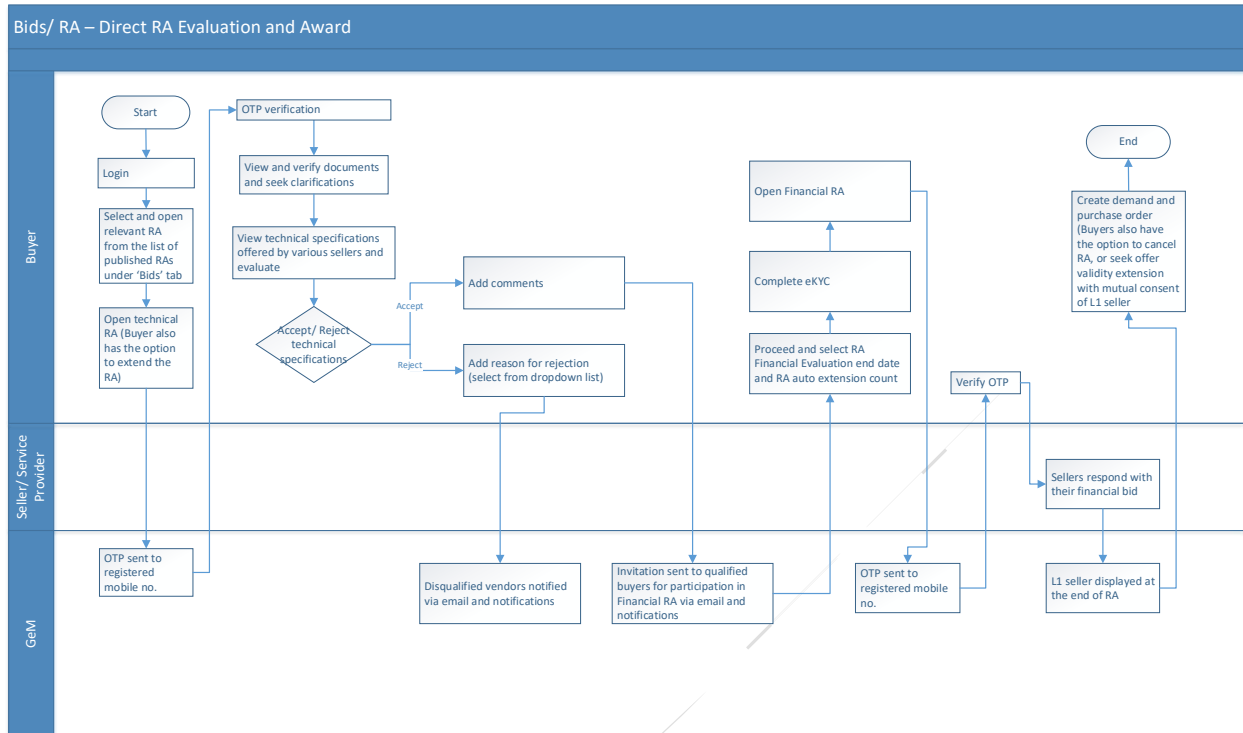 Bids/ RA – Direct RA Evaluation and Award
Buyer
Start
Login
Select and open
relevant RA
from the list of
published RAs
under ‘Bids’ tab
Open technical
RA (Buyer also
has the option
to extend the
RA)
OTP verification
View and verify documents
and seek clarifications
View technical specifications
offered by various sellers and
evaluate
Accept/ Reject
technical
specifications
Accept
Reject
Add comments
Add reason for rejection
(select from dropdown list)
Open Financial RA
Complete eKYC
Proceed and select RA
Financial Evaluation end date
and RA auto extension count
Verify OTP
End
Create demand and
purchase order
(Buyers also have
the option to cancel
RA, or seek offer
validity extension
with mutual consent
of L1 seller
Seller/ Service
Provider
Sellers respond with
their financial bid
GeM
OTP sent to
registered
mobile no.
Disqualified vendors notified
via email and notifications
Invitation sent to qualified
buyers for participation in
Financial RA via email and
notifications
OTP sent to
registered mobile
no.
L1 seller displayed at
the end of RA